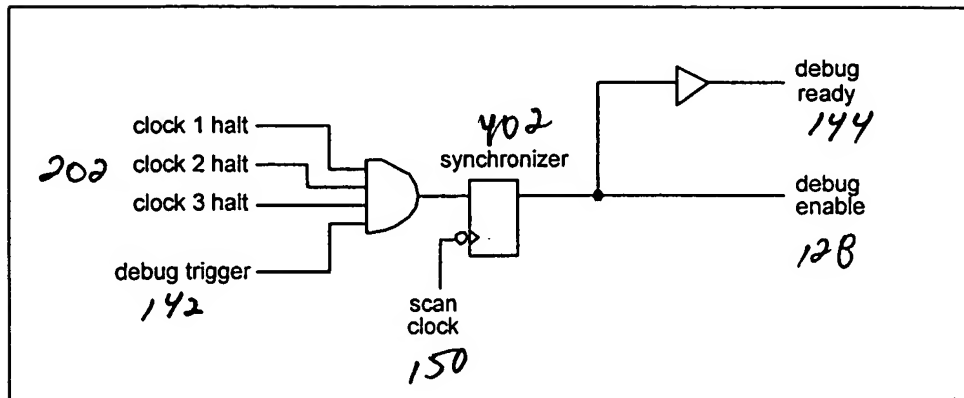 debug
ready
144
402
synchronizer
clock 1 halt
202
clock 2 halt
clock 3 halt
debug
enable
128
debug trigger
142
scan
clock
150